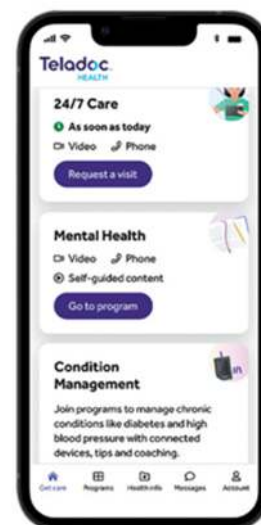 Teladoc
HEALTH
24/7 Care
As soon as today
Video Phone
Request a visit
Mental Health
Video Phone
Self-guided content
Go to program
Condition
Management
Join programs to manage chronic
conditions like diabetes and high
blood pressure with connected
devices, tips and coaching.
Get care Programs Health info Messages Account